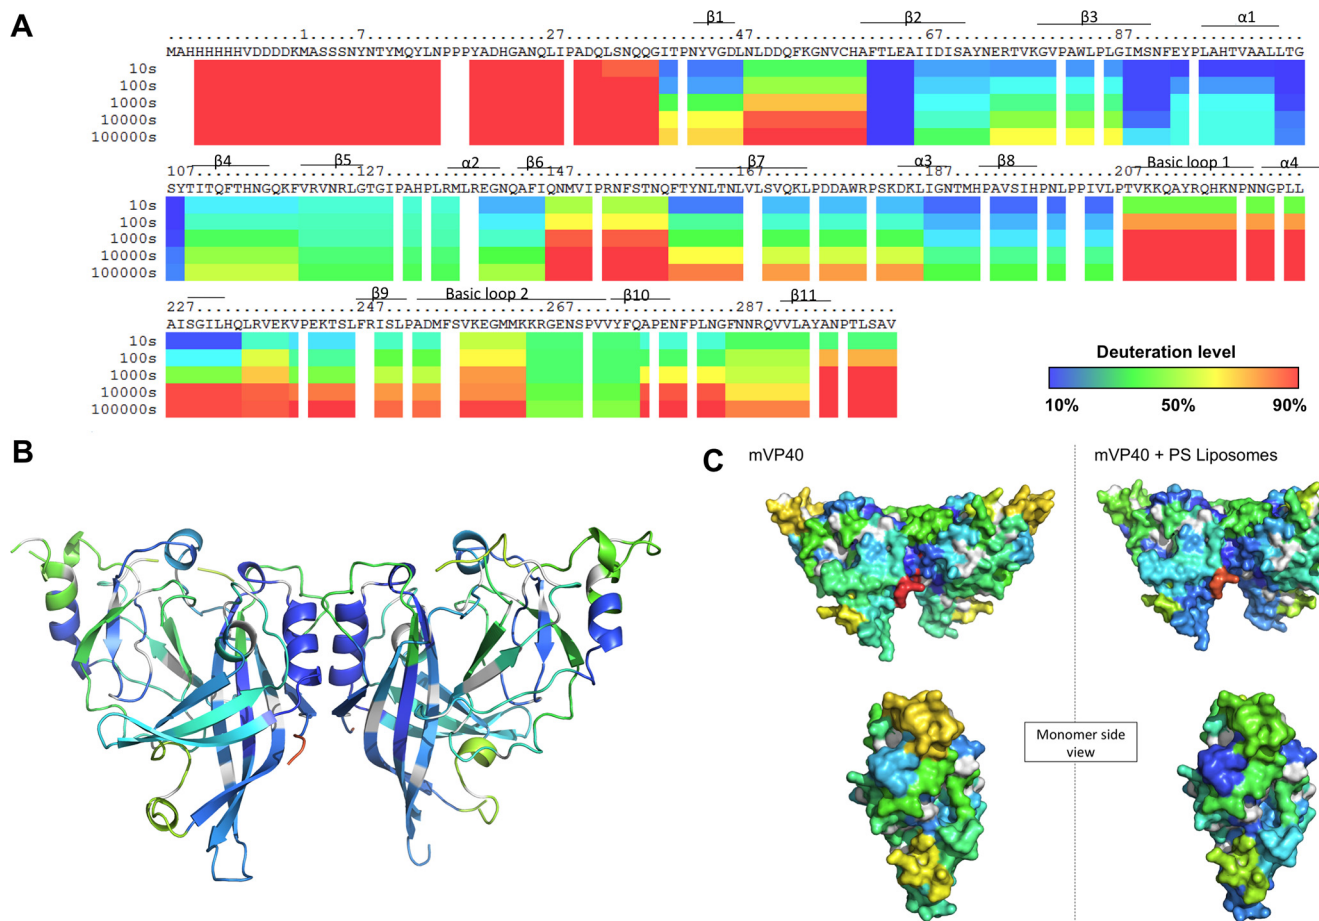 A
β1 β2 β3 α1
..............1.....7...................27..................47..................67..................87..................
MAHHHHHHVDDDDKMASSSNYNTYMQYLNPPPYADHGANQLIPADQLSNQQGITPNYVGDLNLDDQFKGNVCHAFTLEAIIDISAYNERTVKGVPAWLPLGIMSNFEYPLAHTVAALLTG
10s
100s
1000s
10000s
100000s
β4 β5 α2 β6 β7 α3 β8 Basic loop 1 α4
107.................127.................147.................167.................187.................207.................
SYTITQFTHNGQKFVRVNRLGTGIPAHPLRMLREGNQAFIQNMVIPRNFSTNQFTYNLTNLVLSVQKLPDDAWRPSKDKLIGNTMHPAVSIHPNLPPIVLPTVKKQAYRQHKNPNNGPLL
10s
100s
1000s
10000s
100000s
β9 Basic loop 2 β10 β11
227.................247.................267.................287..............
AISGILHQLRVEKVPEKTSLFRISLPADMFSVKEGMMKKRGENSPVVYFQAPENFPLNGFNNRQVVLAYANPTLSAV
10s
100s
1000s
10000s
100000s
Deuteration level
10% 50% 90%
B
C
mVP40
mVP40 + PS Liposomes
Monomer side
view